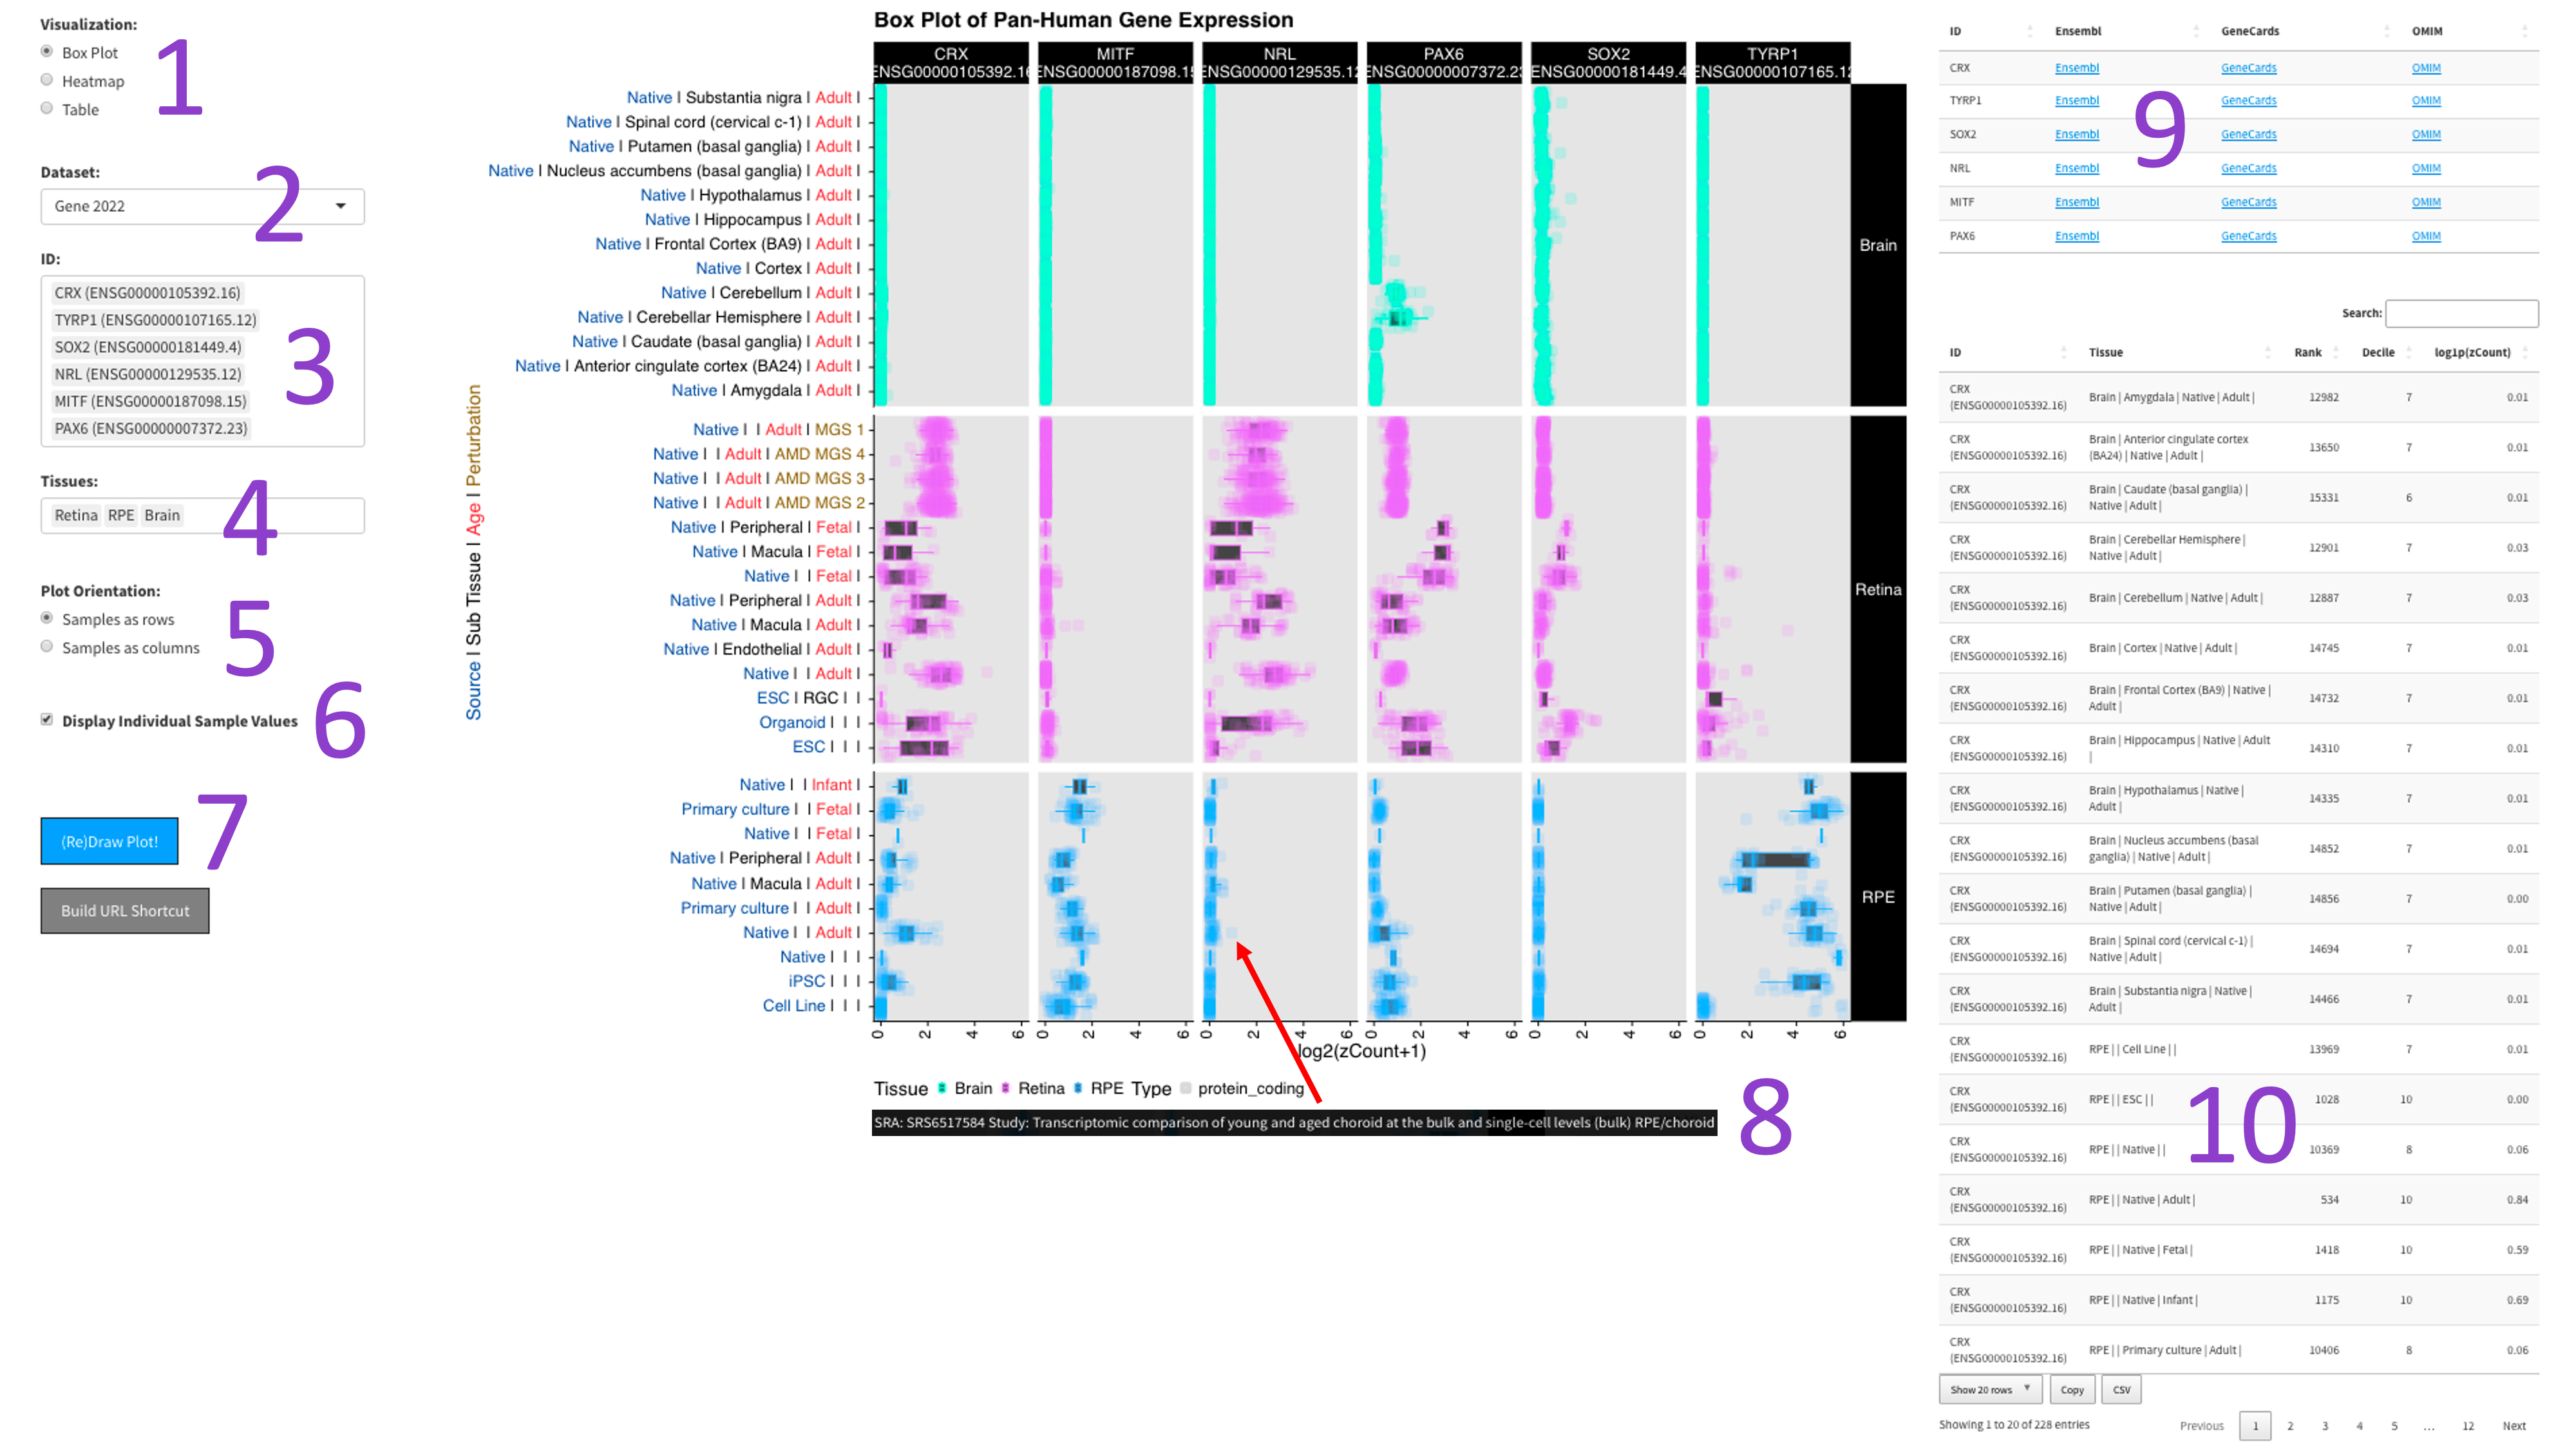 Visualization:
Box Plot
Heatmap
Table
1
Dataset:
Gene 2022
2
ID:
CRX (ENSG00000105392.16)
TYRP1 (ENSG00000107165.12)
SOX2 (ENSG00000181449.4)
NRL (ENSG00000129535.12)
MITF (ENSG00000187098.15)
PAX6 (ENSG00000007372.23)
3
Tissues:
Retina RPE Brain
4
Plot Orientation:
Samples as rows
Samples as columns
5
Display Individual Sample Values
6
(Re)Draw Plot!
7
Build URL Shortcut
Box Plot of Pan-Human Gene Expression
CRX MITF NRL PAX6 SOX2 TYRP1
ENSG00000105392.16 ENSG00000187098.15 ENSG00000129535.12 ENSG00000007372.23 ENSG00000181449.4 ENSG00000107165.12
Source | Sub Tissue | Age | Perturbation
Native | Substantia nigra | Adult |
Native | Spinal cord (cervical c-1) | Adult |
Native | Putamen (basal ganglia) | Adult |
Native | Nucleus accumbens (basal ganglia) | Adult |
Native | Hypothalamus | Adult |
Native | Hippocampus | Adult |
Native | Frontal Cortex (BA9) | Adult |
Native | Cortex | Adult |
Native | Cerebellum | Adult |
Native | Cerebellar Hemisphere | Adult |
Native | Caudate (basal ganglia) | Adult |
Native | Anterior cingulate cortex (BA24) | Adult |
Native | Amygdala | Adult |
Brain
Native | | Adult | MGS 1
Native | | Adult | AMD MGS 4
Native | | Adult | AMD MGS 3
Native | | Adult | AMD MGS 2
Native | Peripheral | Fetal |
Native | Macula | Fetal |
Native | | Fetal |
Native | Peripheral | Adult |
Native | Macula | Adult |
Native | Endothelial | Adult |
Native | | Adult |
ESC | RGC | |
Organoid | | |
ESC | | |
Retina
Native | | Infant |
Primary culture | | Fetal |
Native | | Fetal |
Native | Peripheral | Adult |
Native | Macula | Adult |
Primary culture | | Adult |
Native | | Adult |
Native | | |
iPSC | | |
Cell Line | | |
RPE
0 2 4 6 0 2 4 6 0 2 4 6 0 2 4 6 0 2 4 6 0 2 4 6
log2(zCount+1)
Tissue Brain Retina RPE Type protein_coding
SRA: SRS6517584 Study: Transcriptomic comparison of young and aged choroid at the bulk and single-cell levels (bulk) RPE/choroid
8
ID Ensembl GeneCards OMIM
CRX Ensembl GeneCards OMIM
TYRP1 Ensembl GeneCards OMIM
SOX2 Ensembl GeneCards OMIM
NRL Ensembl GeneCards OMIM
MITF Ensembl GeneCards OMIM
PAX6 Ensembl GeneCards OMIM
9
Search:
ID Tissue Rank Decile log1p(zCount)
CRX
(ENSG00000105392.16)
Brain | Amygdala | Native | Adult | 12982 7 0.01
CRX
(ENSG00000105392.16)
Brain | Anterior cingulate cortex
(BA24) | Native | Adult | 13650 7 0.01
CRX
(ENSG00000105392.16)
Brain | Caudate (basal ganglia) |
Native | Adult | 15331 6 0.01
CRX
(ENSG00000105392.16)
Brain | Cerebellar Hemisphere |
Native | Adult | 12901 7 0.03
CRX
(ENSG00000105392.16)
Brain | Cerebellum | Native | Adult | 12887 7 0.03
CRX
(ENSG00000105392.16)
Brain | Cortex | Native | Adult | 14745 7 0.01
CRX
(ENSG00000105392.16)
Brain | Frontal Cortex (BA9) | Native |
Adult | 14732 7 0.01
CRX
(ENSG00000105392.16)
Brain | Hippocampus | Native | Adult
| 14310 7 0.01
CRX
(ENSG00000105392.16)
Brain | Hypothalamus | Native |
Adult | 14335 7 0.01
CRX
(ENSG00000105392.16)
Brain | Nucleus accumbens (basal
ganglia) | Native | Adult | 14852 7 0.01
CRX
(ENSG00000105392.16)
Brain | Putamen (basal ganglia) |
Native | Adult | 14856 7 0.00
CRX
(ENSG00000105392.16)
Brain | Spinal cord (cervical c-1) |
Native | Adult | 14694 7 0.01
CRX
(ENSG00000105392.16)
Brain | Substantia nigra | Native |
Adult | 14466 7 0.01
CRX
(ENSG00000105392.16)
RPE | | Cell Line | | 13969 7 0.01
CRX
(ENSG00000105392.16)
RPE | | ESC | | 1028 10 0.00
10
CRX
(ENSG00000105392.16)
RPE | | Native | | 10369 8 0.06
CRX
(ENSG00000105392.16)
RPE | | Native | Adult | 534 10 0.84
CRX
(ENSG00000105392.16)
RPE | | Native | Fetal | 1418 10 0.59
CRX
(ENSG00000105392.16)
RPE | | Native | Infant | 1175 10 0.69
CRX
(ENSG00000105392.16)
RPE | | Primary culture | Adult | 10406 8 0.06
Show 20 rows Copy CSV
Showing 1 to 20 of 228 entries Previous 1 2 3 4 5 ... 12 Next